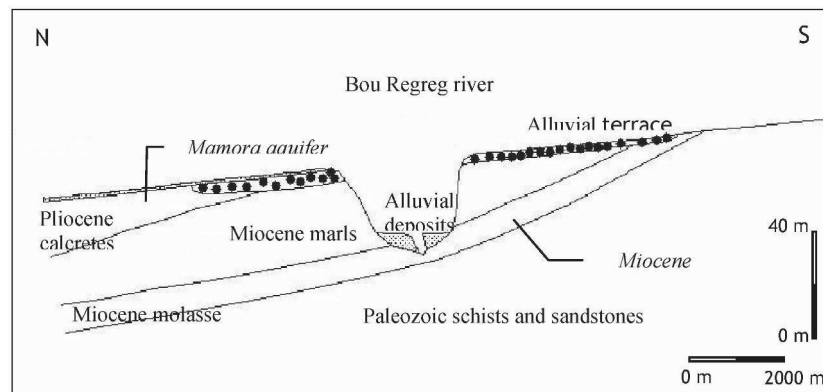 N
S
Bou Regreg river
Alluvial terrace
Mamora aquifer
Alluvial
deposits
Pliocene
calcretes
Miocene marls
Miocene
40 m
Miocene molasse
Paleozoic schists and sandstones
0 m
0 m 2000 m